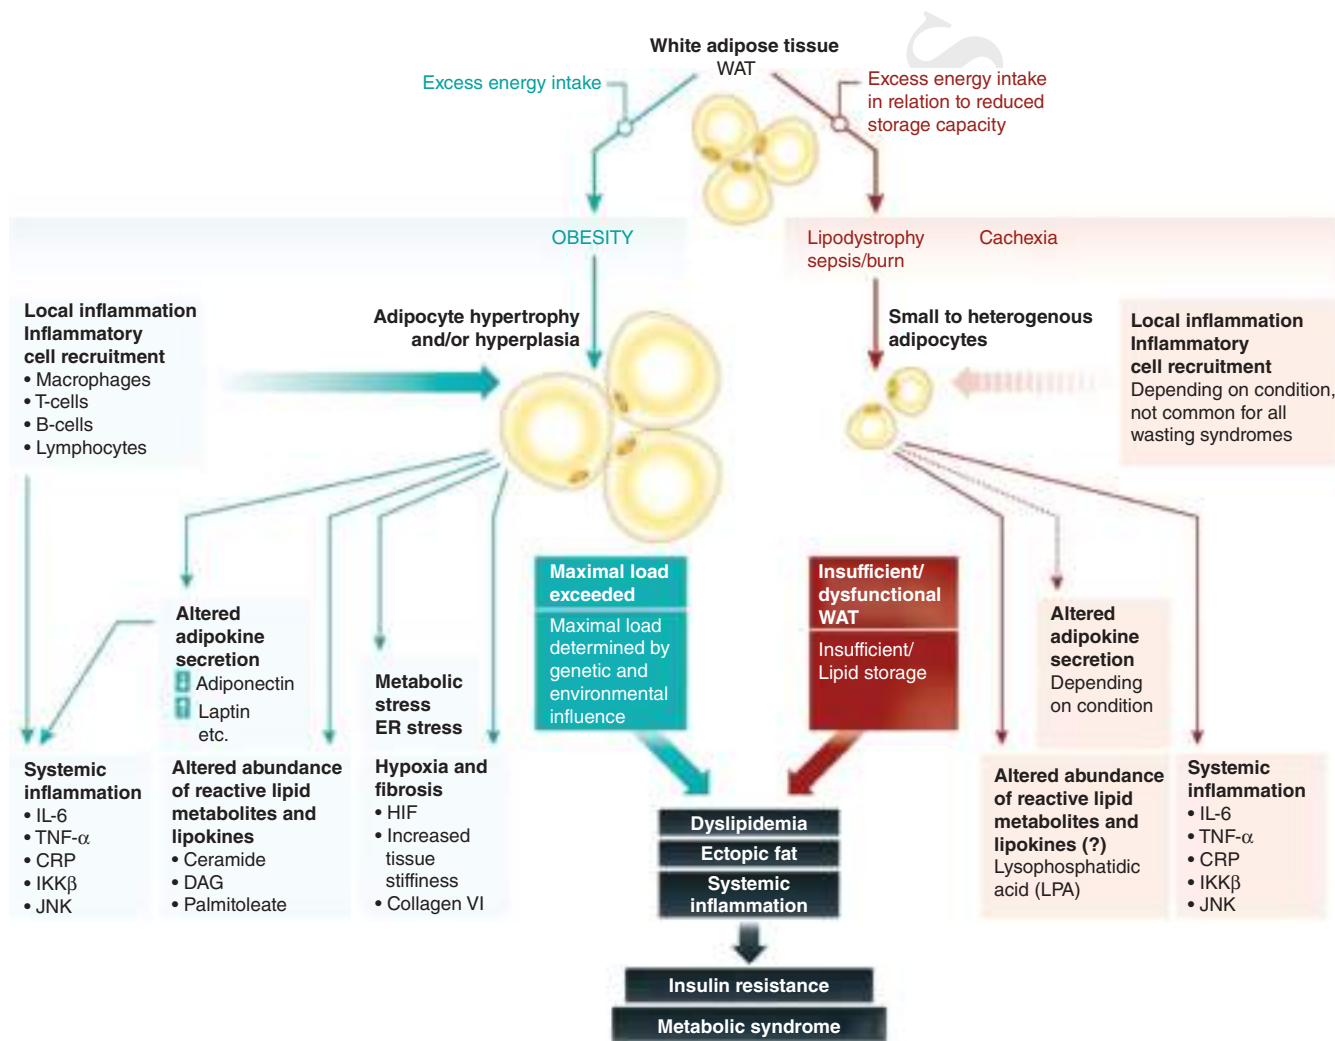 White adipose tissue
WAT
Excess energy intake
Excess energy intake
in relation to reduced
storage capacity
OBESITY
Lipodystrophy
sepsis/burn
Cachexia
Local inflammation
Inflammatory
cell recruitment
• Macrophages
• T-cells
• B-cells
• Lymphocytes
Adipocyte hypertrophy
and/or hyperplasia
Small to heterogenous
adipocytes
Local inflammation
Inflammatory
cell recruitment
Depending on condition,
not common for all
wasting syndromes
Altered
adipokine
secretion
Adiponectin
Laptin
etc.
Metabolic
stress
ER stress
Maximal load
exceeded
Maximal load
determined by
genetic and
environmental
influence
Insufficient/
dysfunctional
WAT
Insufficient/
Lipid storage
Altered
adipokine
secretion
Depending
on condition
Systemic
inflammation
• IL-6
• TNF-α
• CRP
• IKKβ
• JNK
Altered abundance
of reactive lipid
metabolites and
lipokines
• Ceramide
• DAG
• Palmitoleate
Hypoxia and
fibrosis
• HIF
• Increased
tissue
stiffness
• Collagen VI
Dyslipidemia
Ectopic fat
Systemic
inflammation
Altered abundance
of reactive lipid
metabolites and
lipokines (?)
Lysophosphatidic
acid (LPA)
Systemic
inflammation
• IL-6
• TNF-α
• CRP
• IKKβ
• JNK
Insulin resistance
Metabolic syndrome